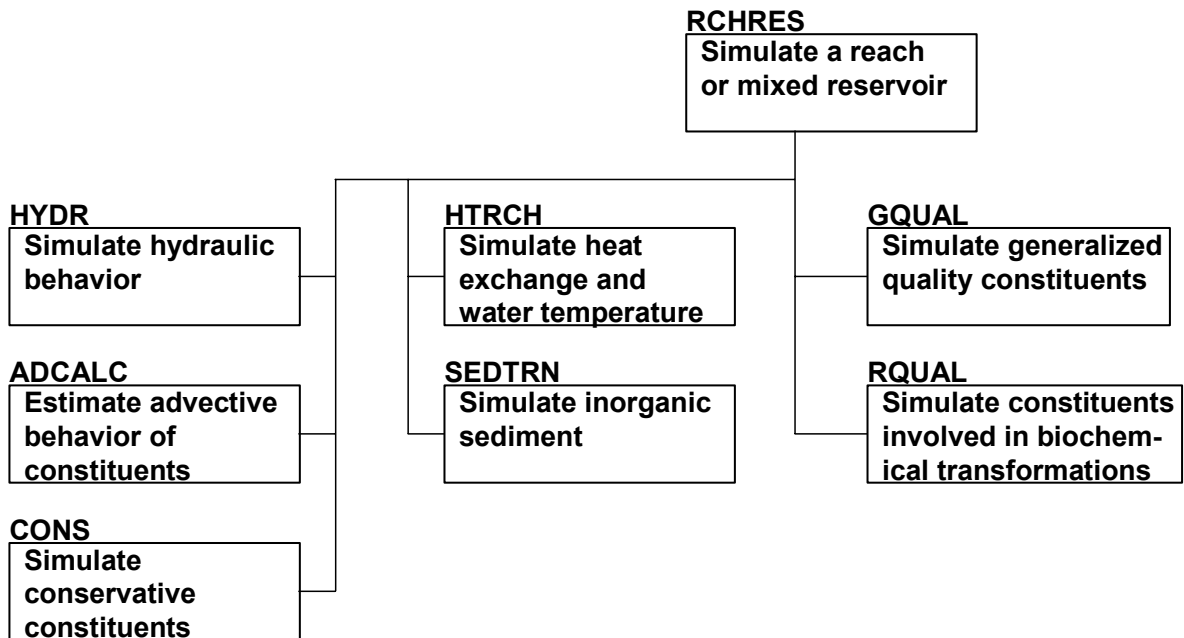 RCHRES
Simulate a reach
or mixed reservoir
HYDR
Simulate hydraulic
behavior
HTRCH
Simulate heat
exchange and
water temperature
GQUAL
Simulate generalized
quality constituents
ADCALC
Estimate advective
behavior of
constituents
SEDTRN
Simulate inorganic
sediment
RQUAL
Simulate constituents
involved in biochem-
ical transformations
CONS
Simulate
conservative
constituents